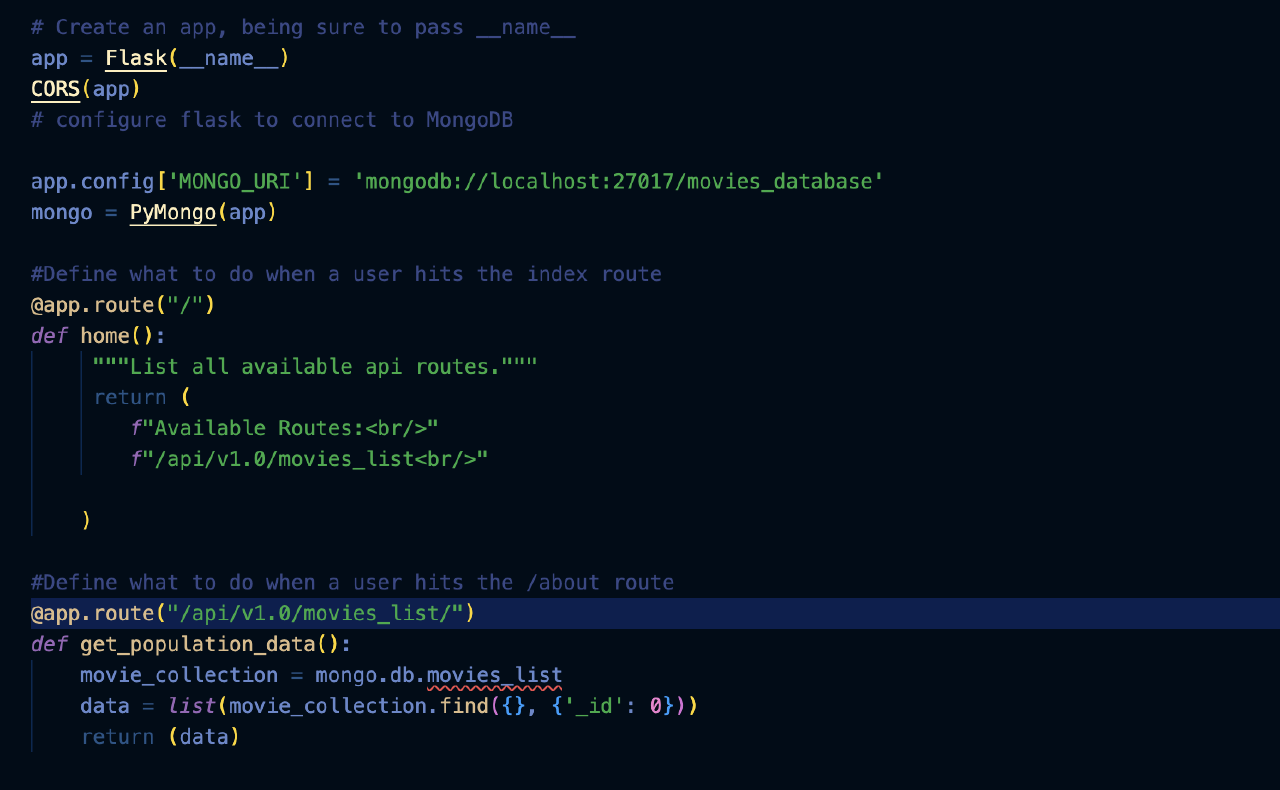 # Create an app, being sure to pass __name__
app = Flask(__name__)
CORS(app)
# configure flask to connect to MongoDB
app.config['MONGO_URI'] = 'mongodb://localhost:27017/movies_database'
mongo = PyMongo(app)
#Define what to do when a user hits the index route
@app.route("/")
def home():
     """List all available api routes."""
     return (
        f"Available Routes:<br/>"
        f"/api/v1.0/movies_list<br/>"
    )
#Define what to do when a user hits the /about route
@app.route("/api/v1.0/movies_list/")
def get_population_data():
    movie_collection = mongo.db.movies_list
    data = list(movie_collection.find({}, {'_id': 0}))
    return (data)